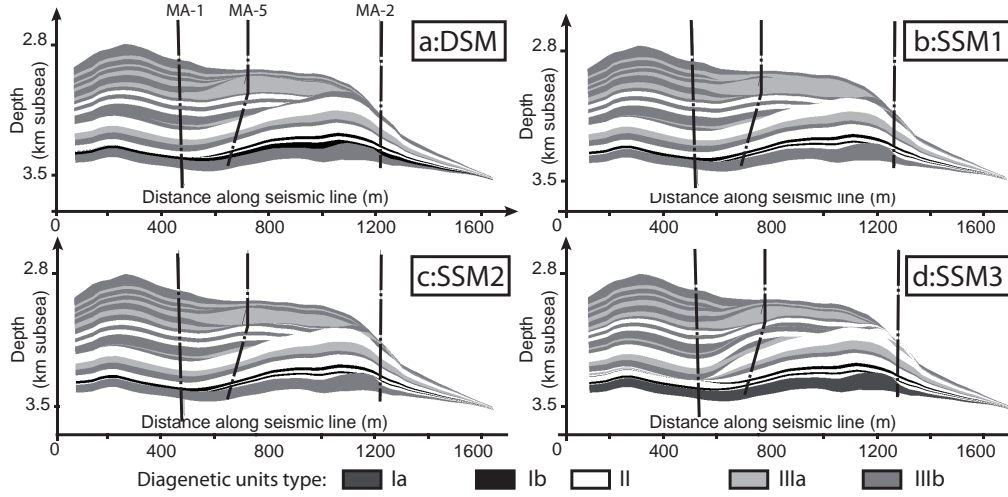 MA-1 MA-5 MA-2
a:DSM
2.8
Depth
(km subsea)
3.5
Distance along seismic line (m)
0 400 800 1200 1600
b:SSM1
2.8
Depth
(km subsea)
3.5
Distance along seismic line (m)
0 400 800 1200 1600
c:SSM2
2.8
Depth
(km subsea)
3.5
Distance along seismic line (m)
0 400 800 1200 1600
d:SSM3
2.8
Depth
(km subsea)
3.5
Distance along seismic line (m)
0 400 800 1200 1600
Diagenetic units type: Ia Ib II IIIa IIIb